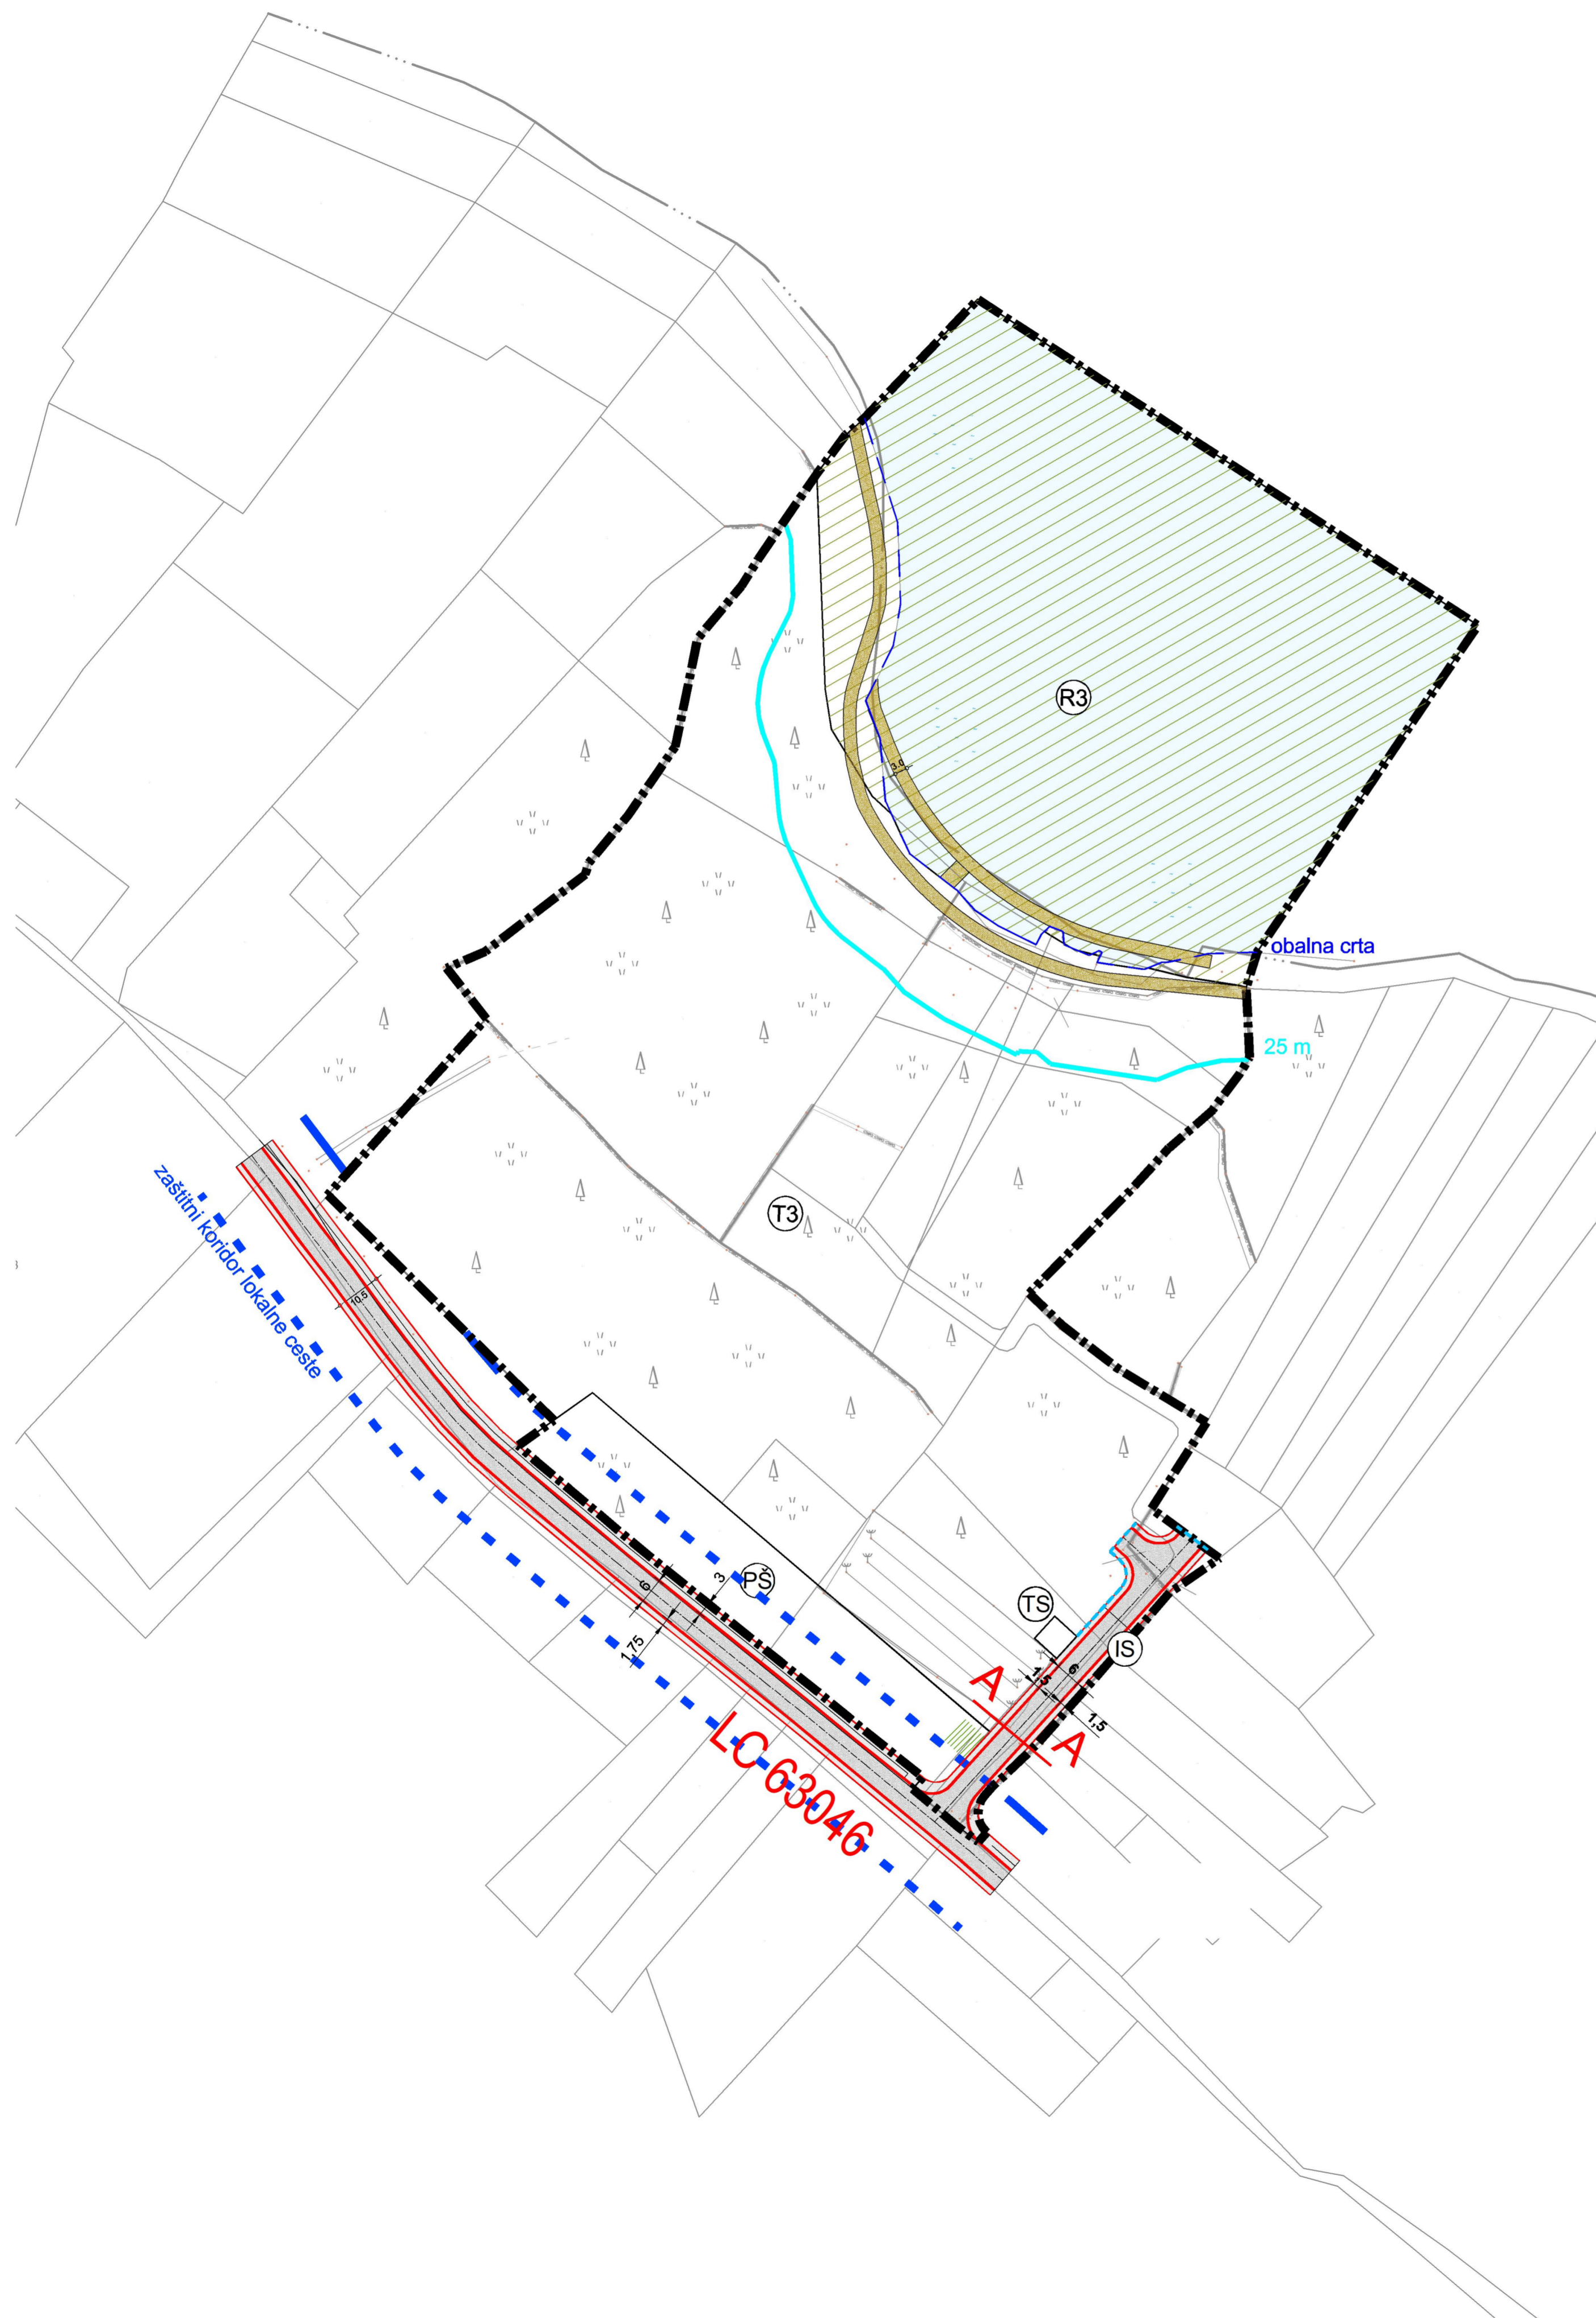 R3
3.0
obalna crta
25 m
zaštitni koridor lokalne ceste
T3
10.5
PŠ
3
6
1,75
TS
IS
6
1,5
1,5
A
A
LC 63046